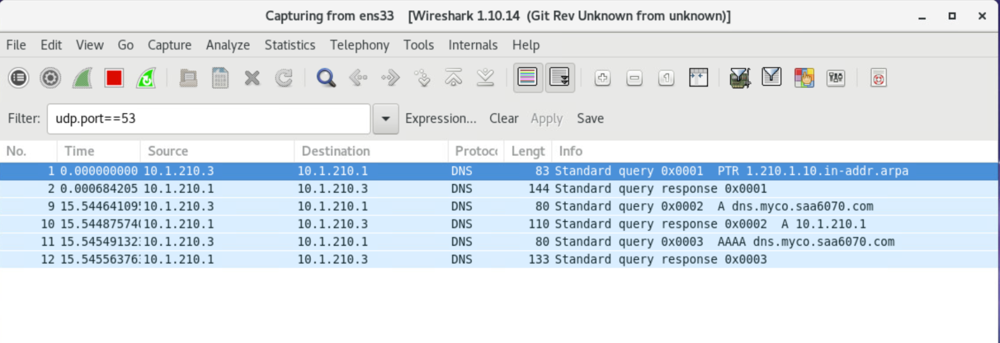 Capturing from ens33 [Wireshark 1.10.14 (Git Rev Unknown from unknown)]
File Edit View Go Capture Analyze Statistics Telephony Tools Internals Help
Filter: udp.port==53 Expression... Clear Apply Save
No. Time Source Destination Protoc Lengt Info
1 0.000000000 10.1.210.3 10.1.210.1 DNS 83 Standard query 0x0001 PTR 1.210.1.10.in-addr.arpa
2 0.000684205 10.1.210.1 10.1.210.3 DNS 144 Standard query response 0x0001
9 15.544641095 10.1.210.3 10.1.210.1 DNS 80 Standard query 0x0002 A dns.myco.saa6070.com
10 15.54487574 10.1.210.1 10.1.210.3 DNS 110 Standard query response 0x0002 A 10.1.210.1
11 15.54549132 10.1.210.3 10.1.210.1 DNS 80 Standard query 0x0003 AAAA dns.myco.saa6070.com
12 15.54556376 10.1.210.1 10.1.210.3 DNS 133 Standard query response 0x0003